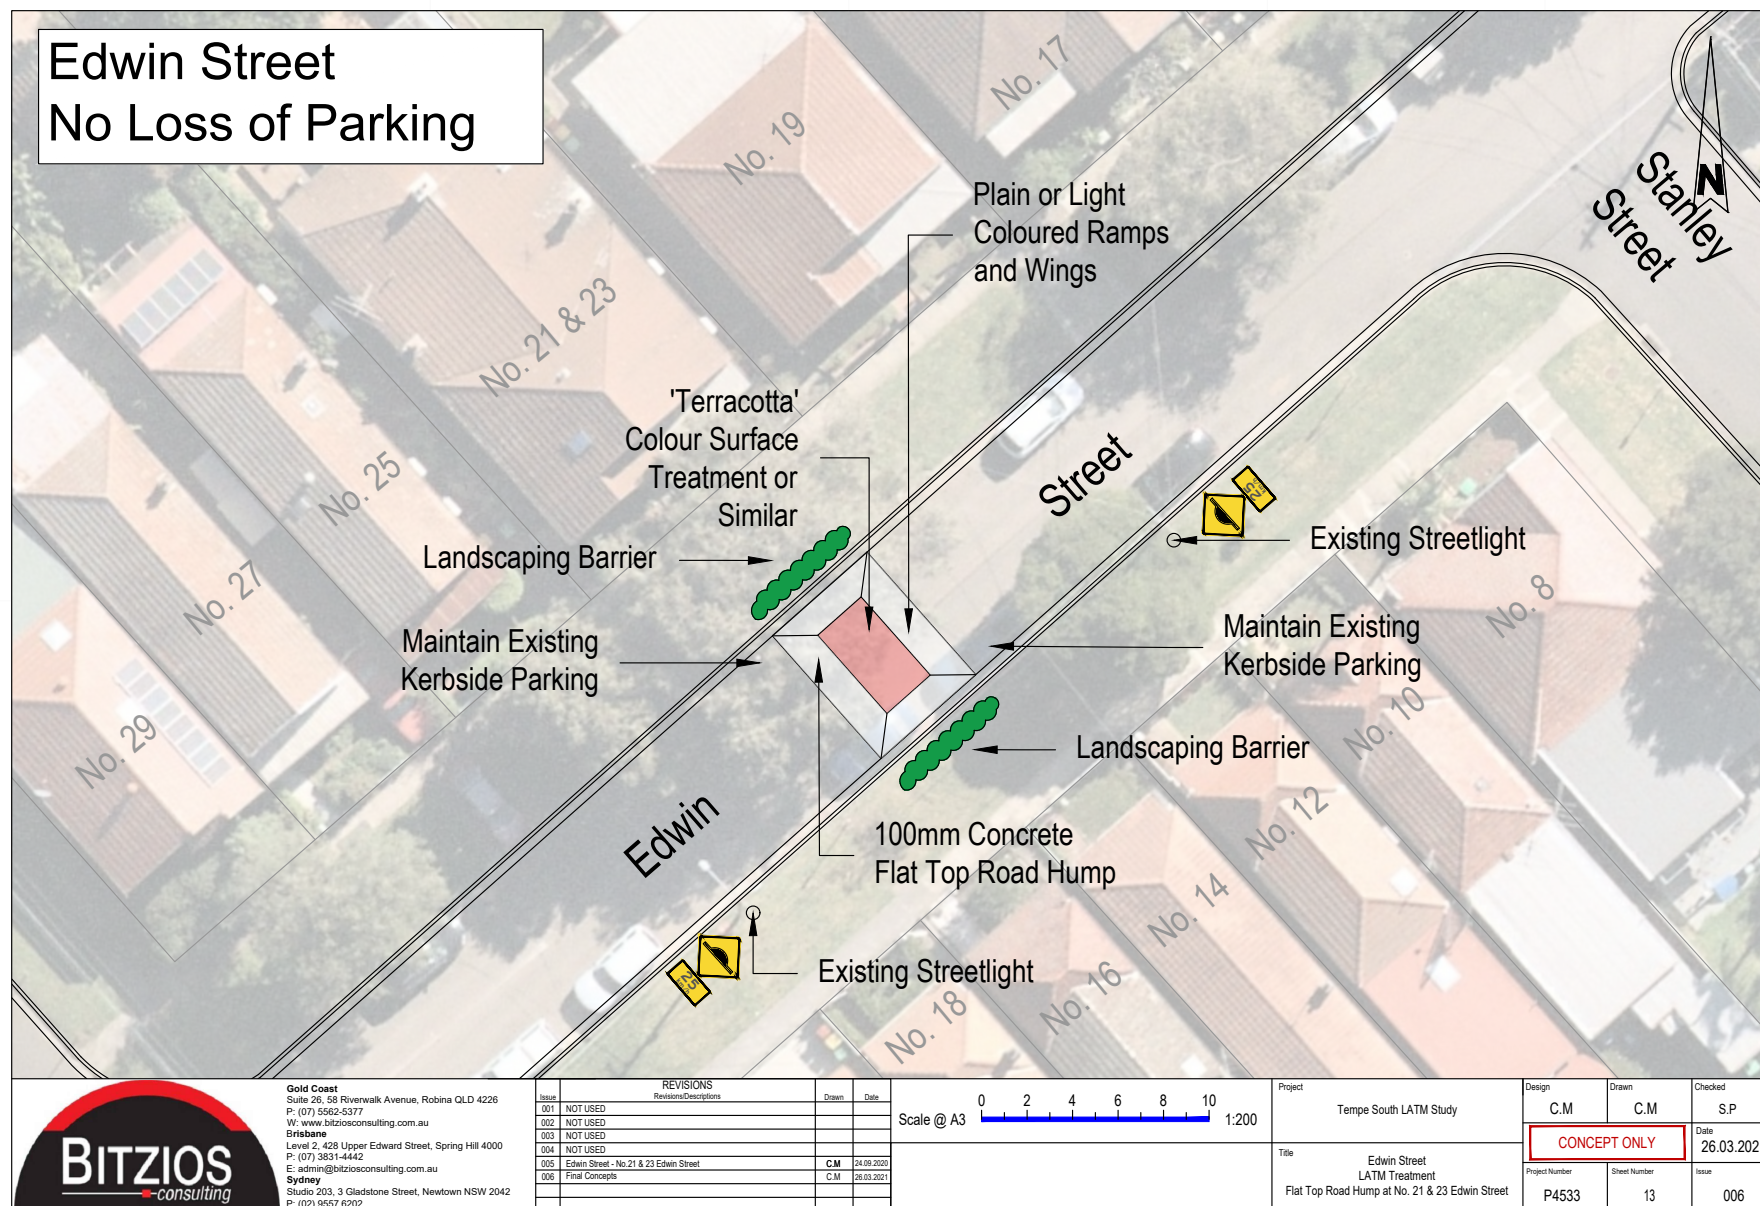 Edwin Street
No Loss of Parking
No. 17
No. 19
No. 21 & 23
No. 25
No. 27
No. 29
Plain or Light
Coloured Ramps
and Wings
'Terracotta'
Colour Surface
Treatment or
Similar
Landscaping Barrier
Maintain Existing
Kerbside Parking
Stanley
Street
N
Street
Edwin
25
Existing Streetlight
Maintain Existing
Kerbside Parking
Landscaping Barrier
100mm Concrete
Flat Top Road Hump
25
Existing Streetlight
No. 8
No. 10
No. 12
No. 14
No. 16
No. 18
BITZIOS
consulting
Gold Coast
Suite 26, 58 Riverwalk Avenue, Robina QLD 4226
P: (07) 5562-5377
W: www.bitziosconsulting.com.au
Brisbane
Level 2, 428 Upper Edward Street, Spring Hill 4000
P: (07) 3831-4442
E: admin@bitziosconsulting.com.au
Sydney
Studio 203, 3 Gladstone Street, Newtown NSW 2042
P: (02) 9557 6202
REVISIONS
Issue Revisions/Descriptions Drawn Date
001 NOT USED
002 NOT USED
003 NOT USED
004 NOT USED
005 Edwin Street - No.21 & 23 Edwin Street C.M 24.09.2020
006 Final Concepts C.M 26.03.2021
Scale @ A3 0 2 4 6 8 10 1:200
Project
Tempe South LATM Study
Title
Edwin Street
LATM Treatment
Flat Top Road Hump at No. 21 & 23 Edwin Street
Design Drawn Checked
C.M C.M S.P
CONCEPT ONLY
Date
26.03.202
Project Number Sheet Number Issue
P4533 13 006